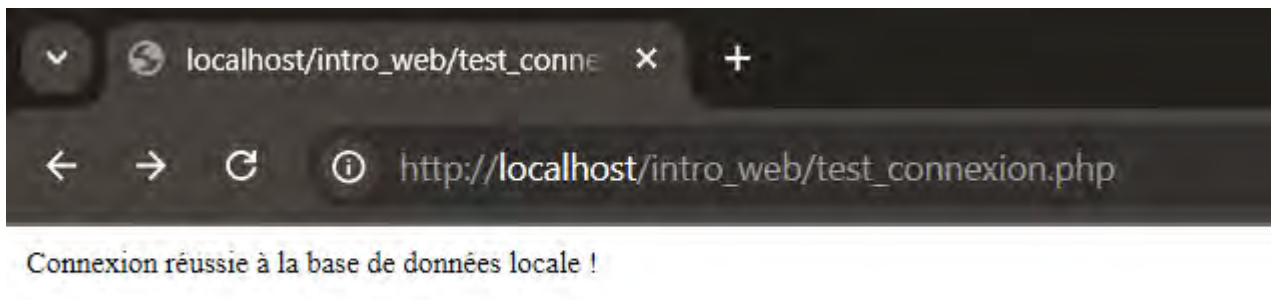 localhost/intro_web/test_conne
http://localhost/intro_web/test_connexion.php
Connexion réussie à la base de données locale !